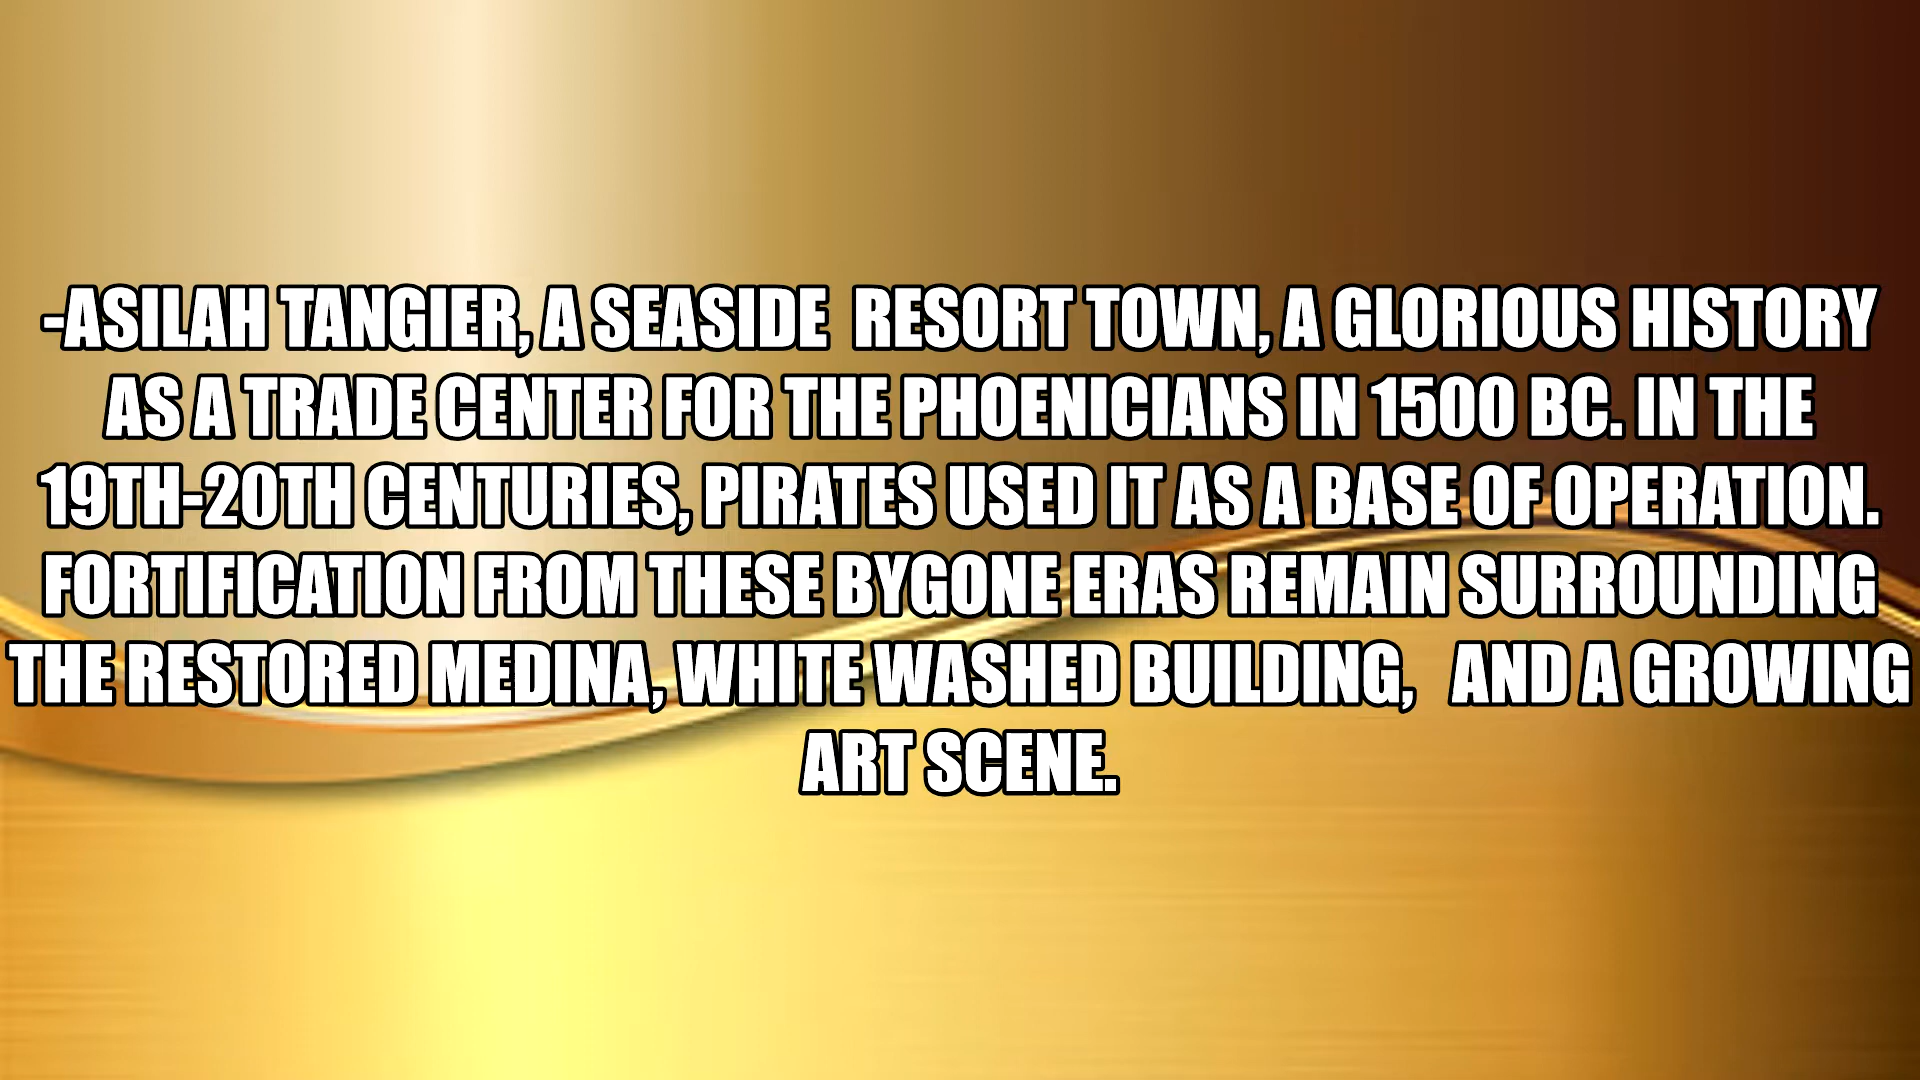 -ASILAH TANGIER, A SEASIDE  RESORT TOWN, A GLORIOUS HISTORY
AS A TRADE CENTER FOR THE PHOENICIANS IN 1500 BC. IN THE
19TH-20TH CENTURIES, PIRATES USED IT AS A BASE OF OPERATION.
FORTIFICATION FROM THESE BYGONE ERAS REMAIN SURROUNDING
THE RESTORED MEDINA, WHITE WASHED BUILDING,   AND A GROWING
ART SCENE.